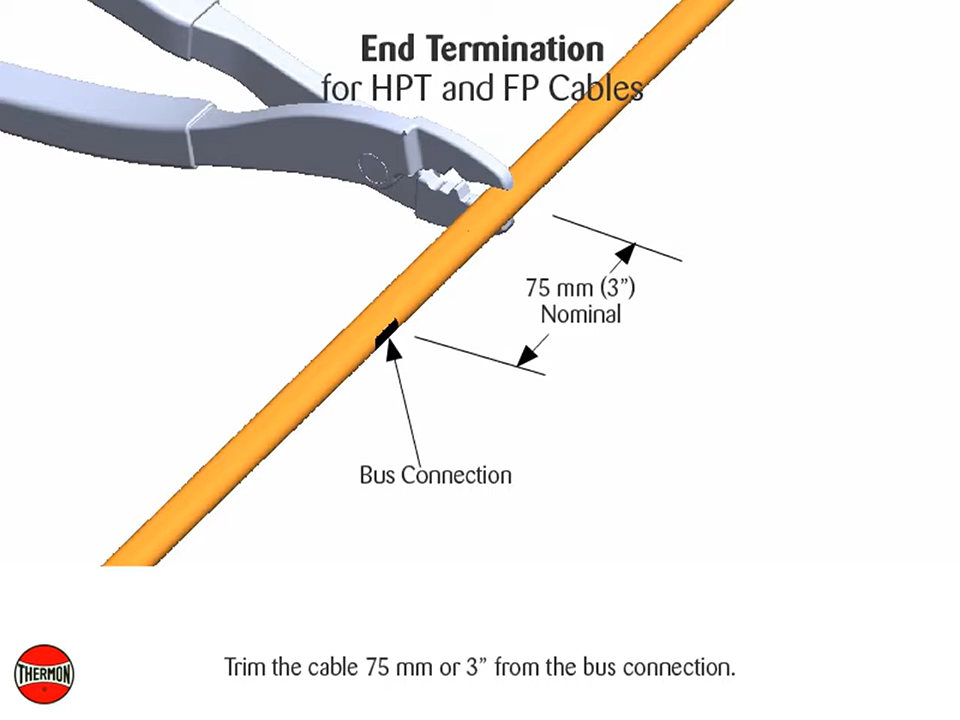 End Termination
for HPT and FP Cables
75 mm (3”)
Nominal
Bus Connection
THERMON
®
Trim the cable 75 mm or 3” from the bus connection.